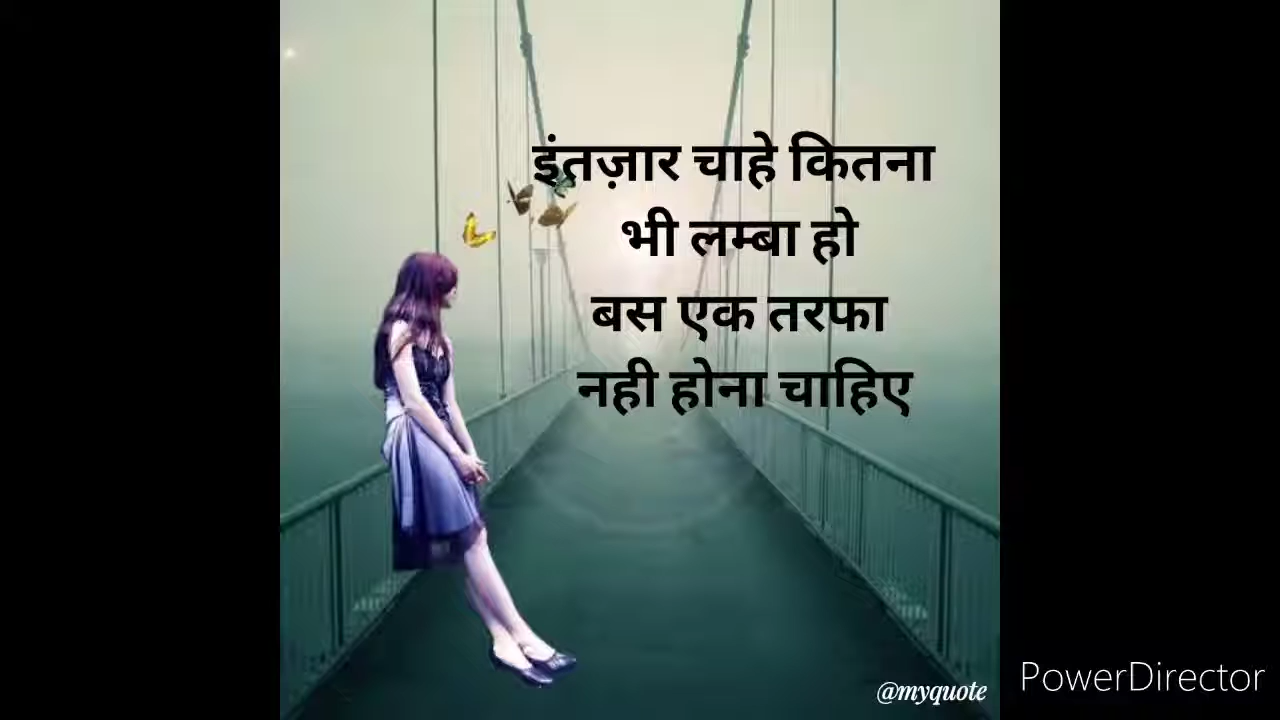 इंतज़ार चाहे कितना
भी लम्बा हो
बस एक तरफा
नही होना चाहिए
@myquote
PowerDirector